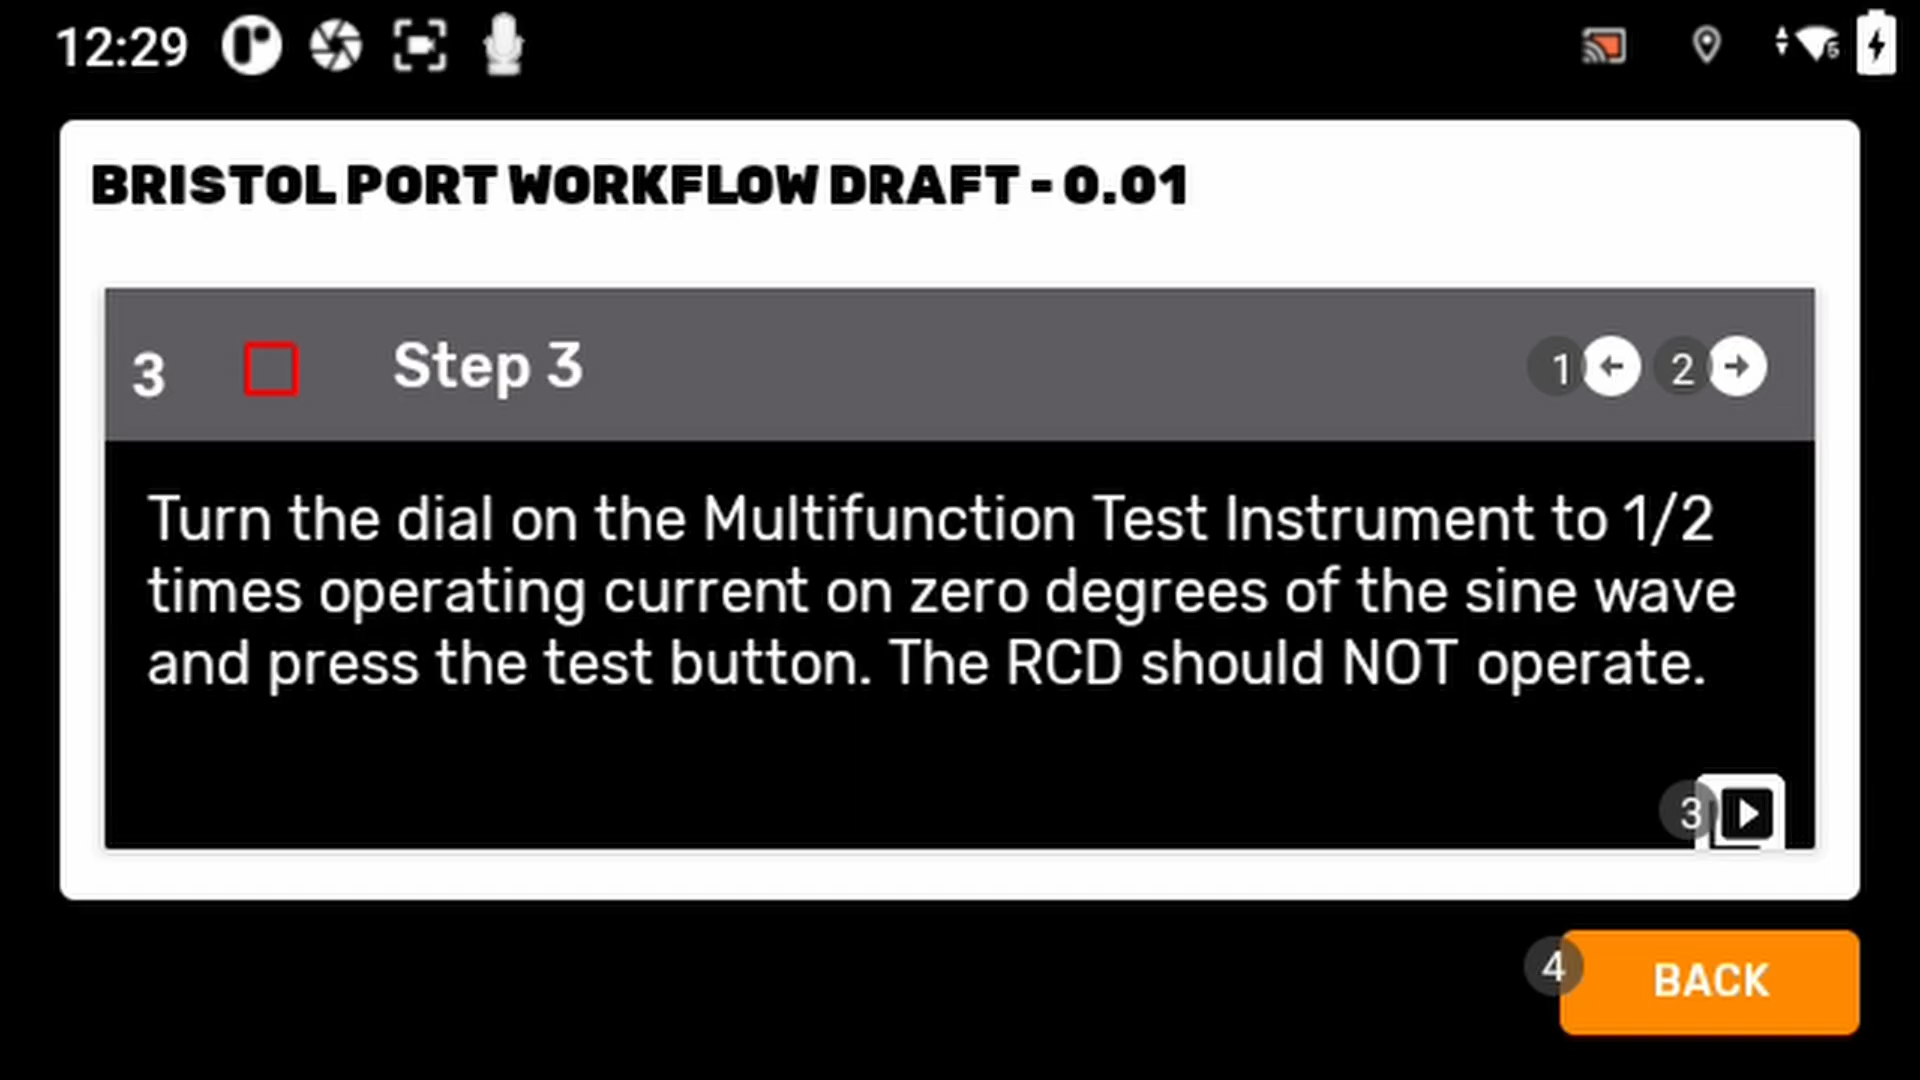 12:29
BRISTOL PORT WORKFLOW DRAFT - 0.01
3 Step 3 1 2
Turn the dial on the Multifunction Test Instrument to 1/2
times operating current on zero degrees of the sine wave
and press the test button. The RCD should NOT operate.
3
4 BACK